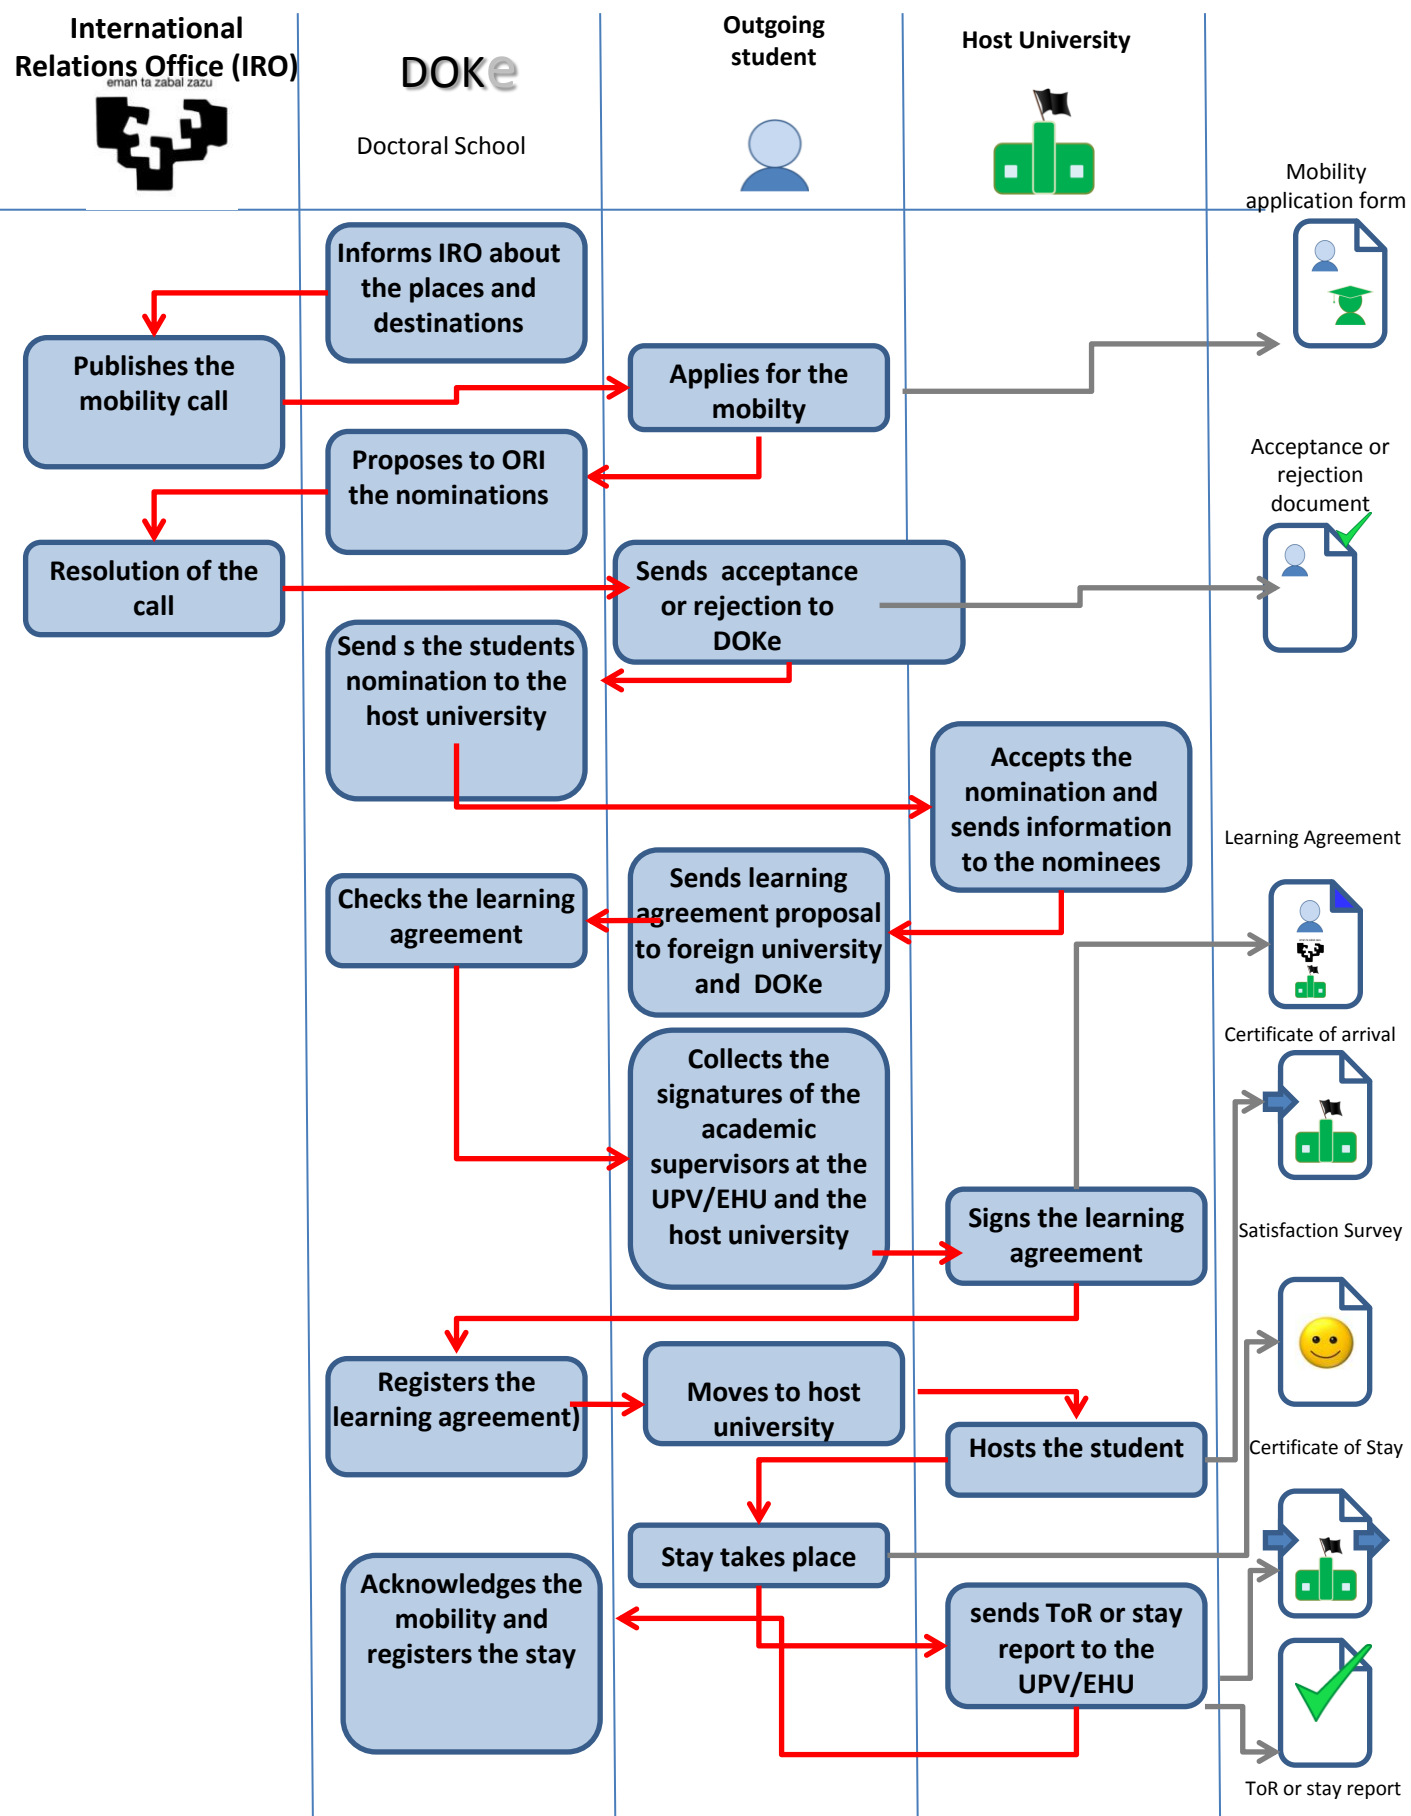 International
Relations Office (IRO)
eman ta zabal zazu
DOKe
Doctoral School
Outgoing
student
Host University
Mobility
application form
Informs IRO about
the places and
destinations
Publishes the
mobility call
Applies for the
mobilty
Proposes to ORI
the nominations
Acceptance or
rejection
document
Resolution of the
call
Sends  acceptance
or rejection to
DOKe
Send s the students
nomination to the
host university
Accepts the
nomination and
sends information
to the nominees
Learning Agreement
Sends learning
agreement proposal
to foreign university
and  DOKe
Checks the learning
agreement
Certificate of arrival
Collects the
signatures of the
academic
supervisors at the
UPV/EHU and the
host university
Signs the learning
agreement
Satisfaction Survey
Registers the
learning agreement)
Moves to host
university
Hosts the student
Certificate of Stay
Stay takes place
Acknowledges the
mobility and
registers the stay
sends ToR or stay
report to the
UPV/EHU
ToR or stay report